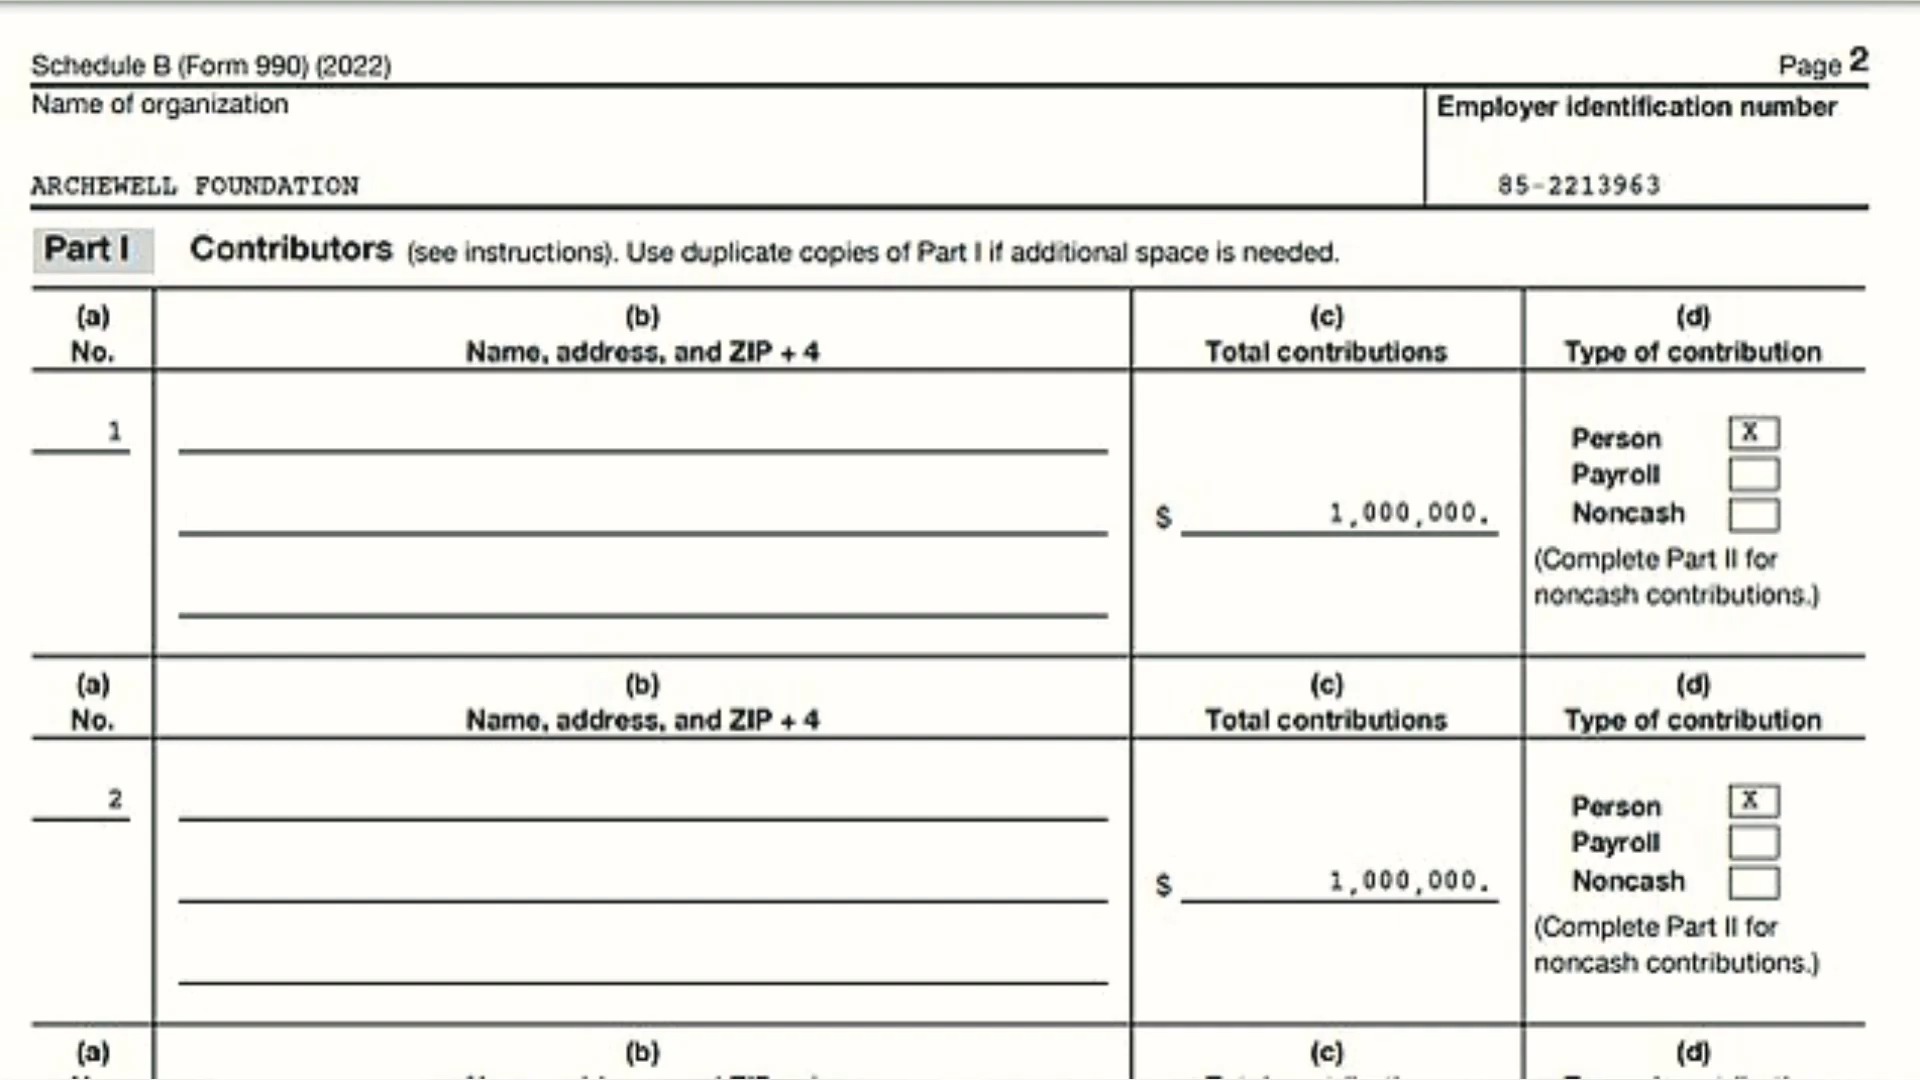 Schedule B (Form 990) (2022) Page 2
Name of organization Employer identification number
ARCHEWELL FOUNDATION 85-2213963
Part I Contributors (see instructions). Use duplicate copies of Part I if additional space is needed.
(a) (b) (c) (d)
No. Name, address, and ZIP + 4 Total contributions Type of contribution
1 Person X
Payroll
$ 1,000,000. Noncash
(Complete Part II for
noncash contributions.)
(a) (b) (c) (d)
No. Name, address, and ZIP + 4 Total contributions Type of contribution
2 Person X
Payroll
$ 1,000,000. Noncash
(Complete Part II for
noncash contributions.)
(a) (b) (c) (d)